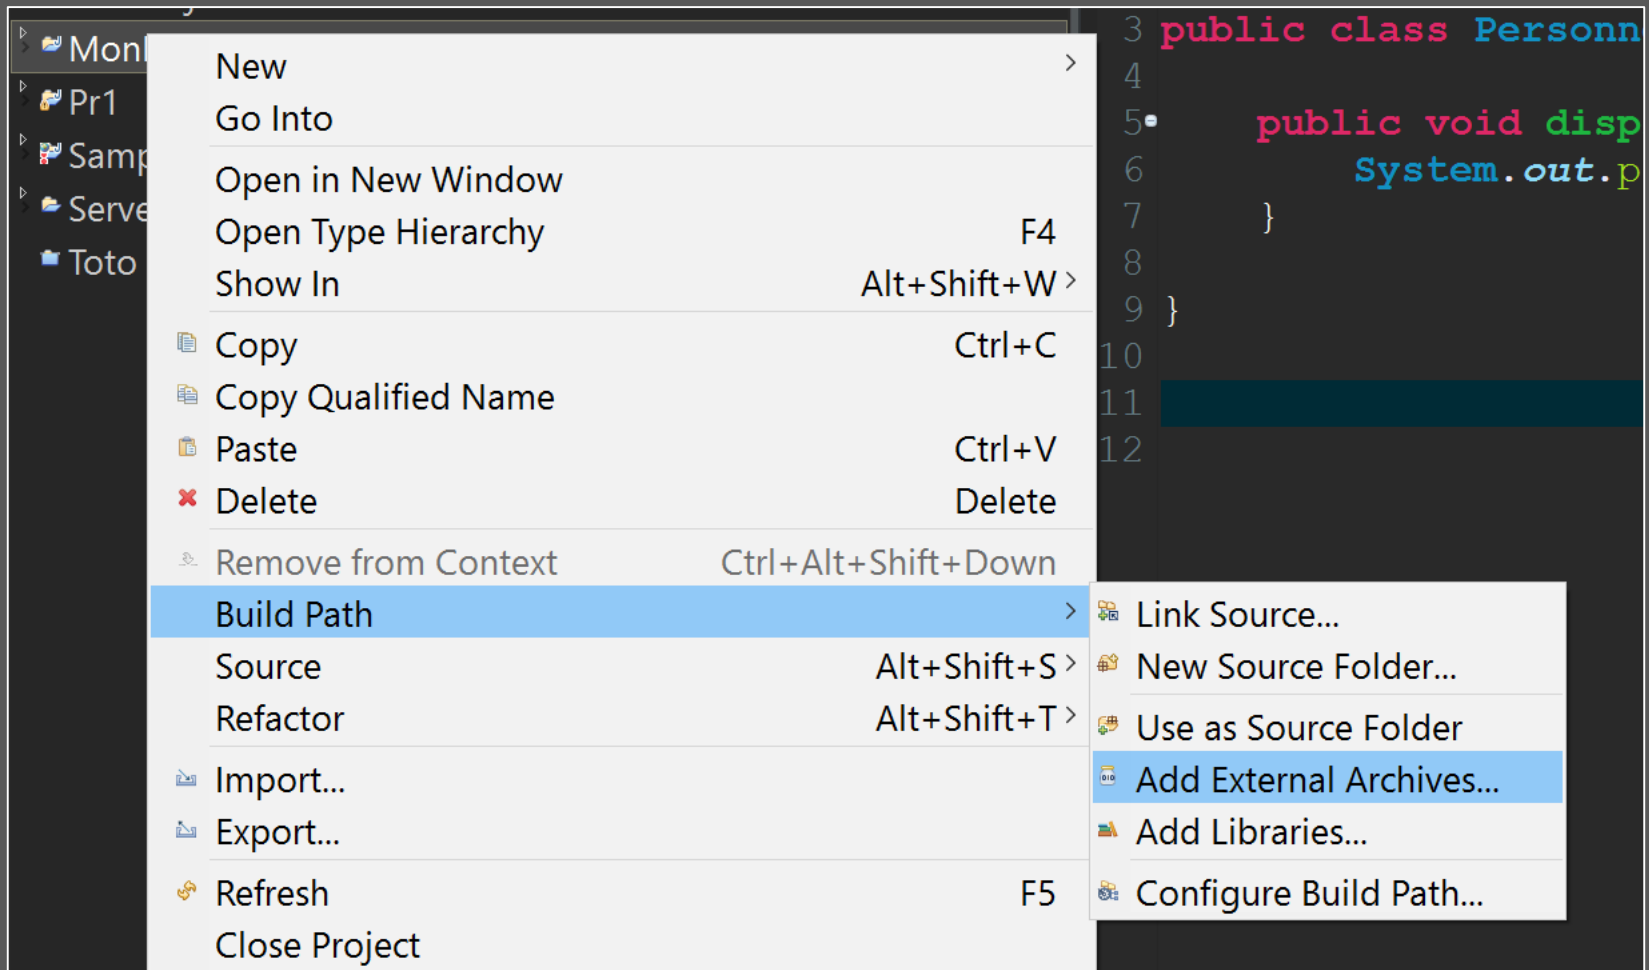 Mon
Pr1
Samp
Serve
Toto
New
Go Into
Open in New Window
Open Type Hierarchy F4
Show In Alt+Shift+W
Copy Ctrl+C
Copy Qualified Name
Paste Ctrl+V
Delete Delete
Remove from Context Ctrl+Alt+Shift+Down
Build Path
Source Alt+Shift+S
Refactor Alt+Shift+T
Import...
Export...
Refresh F5
Close Project
Link Source...
New Source Folder...
Use as Source Folder
Add External Archives...
Add Libraries...
Configure Build Path...
3 public class Personn
4
5 public void disp
6 System.out.p
7 }
8
9 }
10
11
12